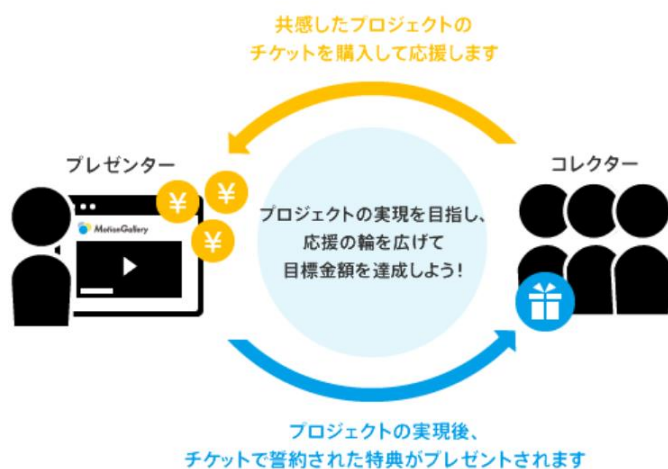 共感したプロジェクトの
チケットを購入して応援します
プレゼンター
コレクター
¥
¥
¥
MotionGallery
プロジェクトの実現を目指し、
応援の輪を広げて
目標金額を達成しよう!
プロジェクトの実現後、
チケットで誓約された特典がプレゼントされます